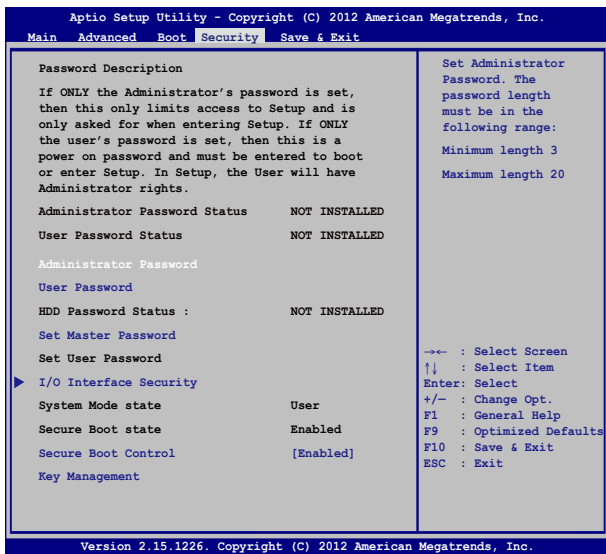 Aptio Setup Utility - Copyright (C) 2012 American Megatrends, Inc.
Main Advanced Boot Security Save & Exit
Password Description
If ONLY the Administrator's password is set,
then this only limits access to Setup and is
only asked for when entering Setup. If ONLY
the user's password is set, then this is a
power on password and must be entered to boot
or enter Setup. In Setup, the User will have
Administrator rights.
Administrator Password Status NOT INSTALLED
User Password Status NOT INSTALLED
Administrator Password
User Password
HDD Password Status : NOT INSTALLED
Set Master Password
Set User Password
I/O Interface Security
System Mode state User
Secure Boot state Enabled
Secure Boot Control [Enabled]
Key Management
Set Administrator
Password. The
password length
must be in the
following range:
Minimum length 3
Maximum length 20
→← : Select Screen
↑↓ : Select Item
Enter: Select
+/— : Change Opt.
F1 : General Help
F9 : Optimized Defaults
F10 : Save & Exit
ESC : Exit
Version 2.15.1226. Copyright (C) 2012 American Megatrends, Inc.